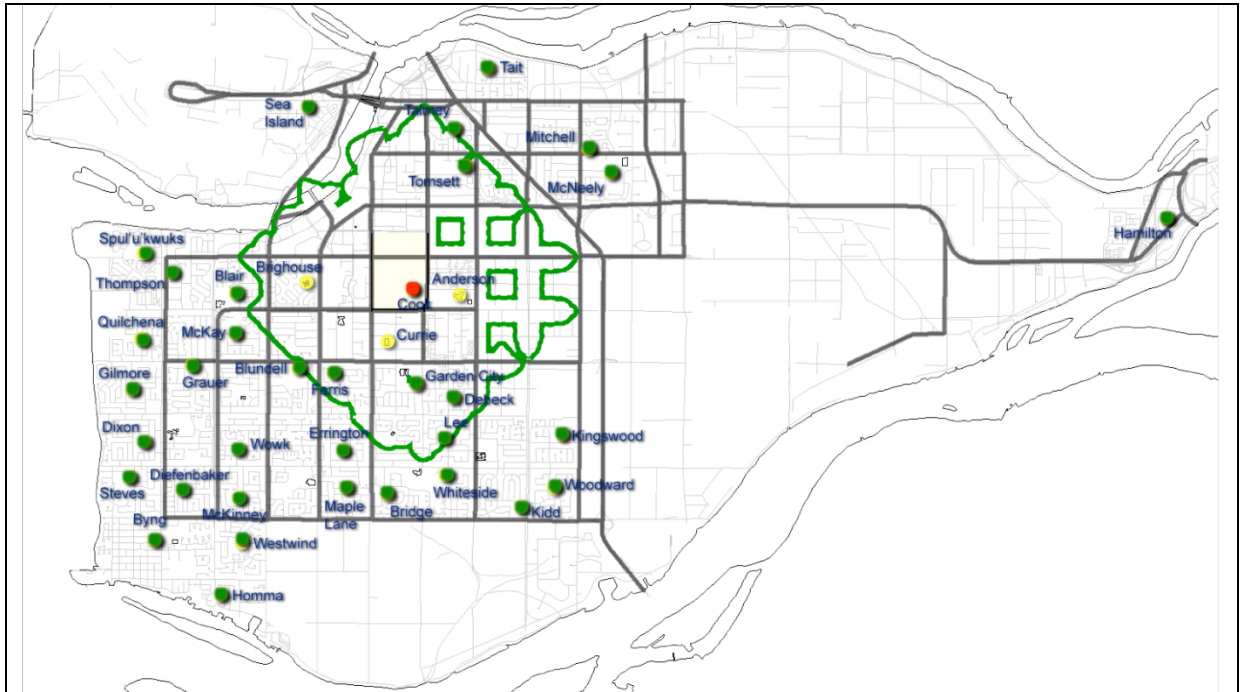 Tait
Sea
Island
Talmey
Mitchell
Tomsett
McNeely
Hamilton
Spul'u'kwuks
Thompson
Blair
Brighouse
Anderson
Cook
Quilchena
McKay
Currie
Gilmore
Grauer
Blundell
Ferris
Garden City
Debeck
Dixon
Wowk
Errington
Lee
Kingswood
Steves
Diefenbaker
McKinney
Maple
Lane
Bridge
Whiteside
Woodward
Kidd
Byng
Westwind
Homma